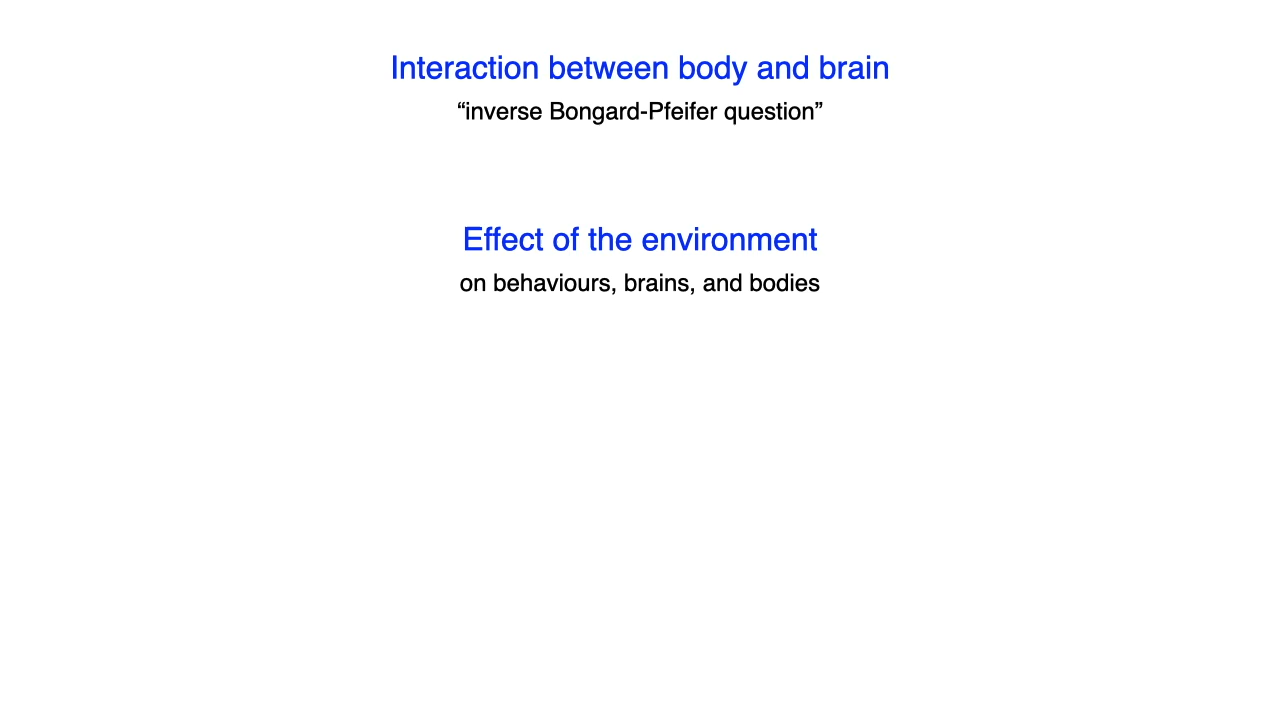 Interaction between body and brain
“inverse Bongard-Pfeifer question”
Effect of the environment
on behaviours, brains, and bodies